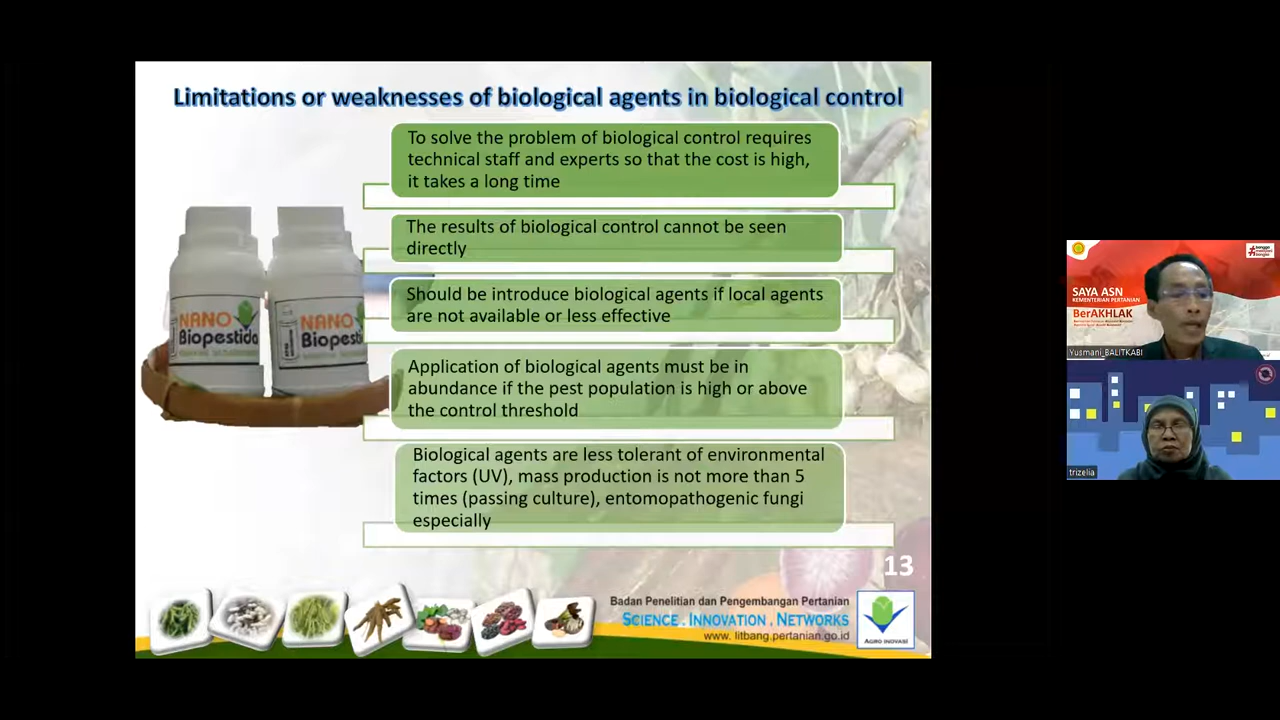 Limitations or weaknesses of biological agents in biological control
To solve the problem of biological control requires
technical staff and experts so that the cost is high,
it takes a long time
The results of biological control cannot be seen
directly
Should be introduce biological agents if local agents
are not available or less effective
Application of biological agents must be in
abundance if the pest population is high or above
the control threshold
Biological agents are less tolerant of environmental
factors (UV), mass production is not more than 5
times (passing culture), entomopathogenic fungi
especially
NANO
Biopestida
NANO
Biopestid
13
Badan Penelitian dan Pengembangan Pertanian
SCIENCE . INNOVATION . NETWORKS
www. litbang.pertanian.go.id
AGRO INOVASI
SAYA ASN
KEMENTERIAN PERTANIAN
BerAKHLAK
#bangga
melayani
bangsa
Yusmani_BALITKABI
trizelia